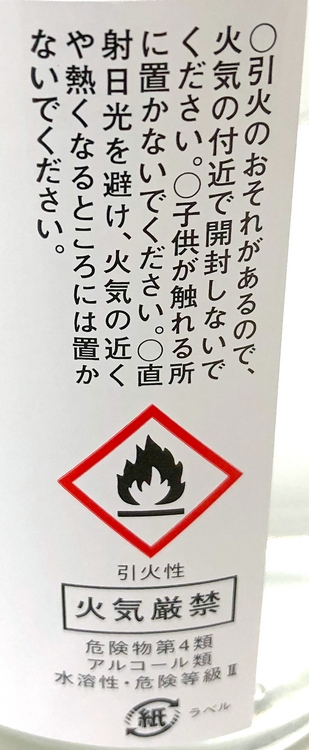 〇引火のおそれがあるので、
火気の付近で開封しないで
ください。〇子供が触れる所
に置かないでください。〇直
射日光を避け、火気の近く
や熱くなるところには置か
ないでください。
引火性
火気厳禁
危険物第4類
アルコール類
水溶性・危険等級Ⅱ
紙 ラベル